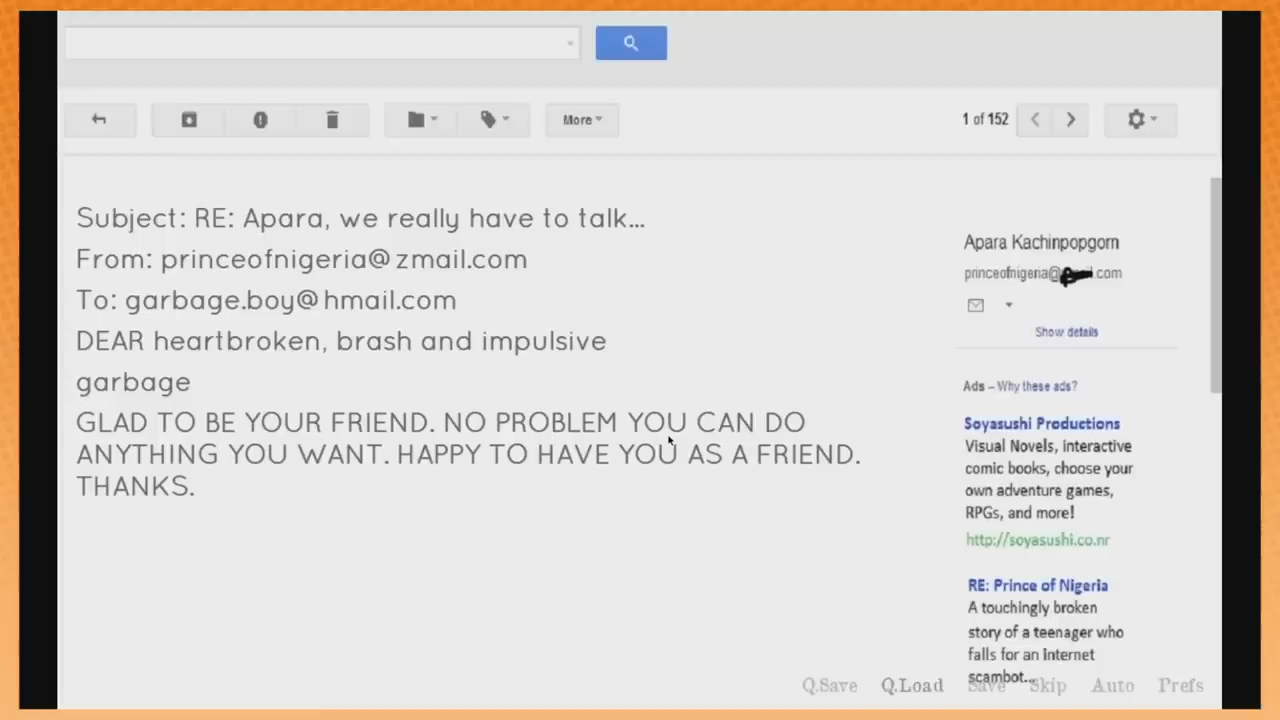 More
1 of 152
Subject: RE: Apara, we really have to talk...
From: princeofnigeria@zmail.com
To: garbage.boy@hmail.com
DEAR heartbroken, brash and impulsive
garbage
GLAD TO BE YOUR FRIEND. NO PROBLEM YOU CAN DO
ANYTHING YOU WANT. HAPPY TO HAVE YOU AS A FRIEND.
THANKS.
Apara Kachinpopgorn
princeofnigeria@ .com
Show details
Ads – Why these ads?
Soyasushi Productions
Visual Novels, interactive
comic books, choose your
own adventure games,
RPGs, and more!
http://soyasushi.co.nr
RE: Prince of Nigeria
A touchingly broken
story of a teenager who
falls for an internet
scambot...
Q.Save Q.Load Save Skip Auto Prefs